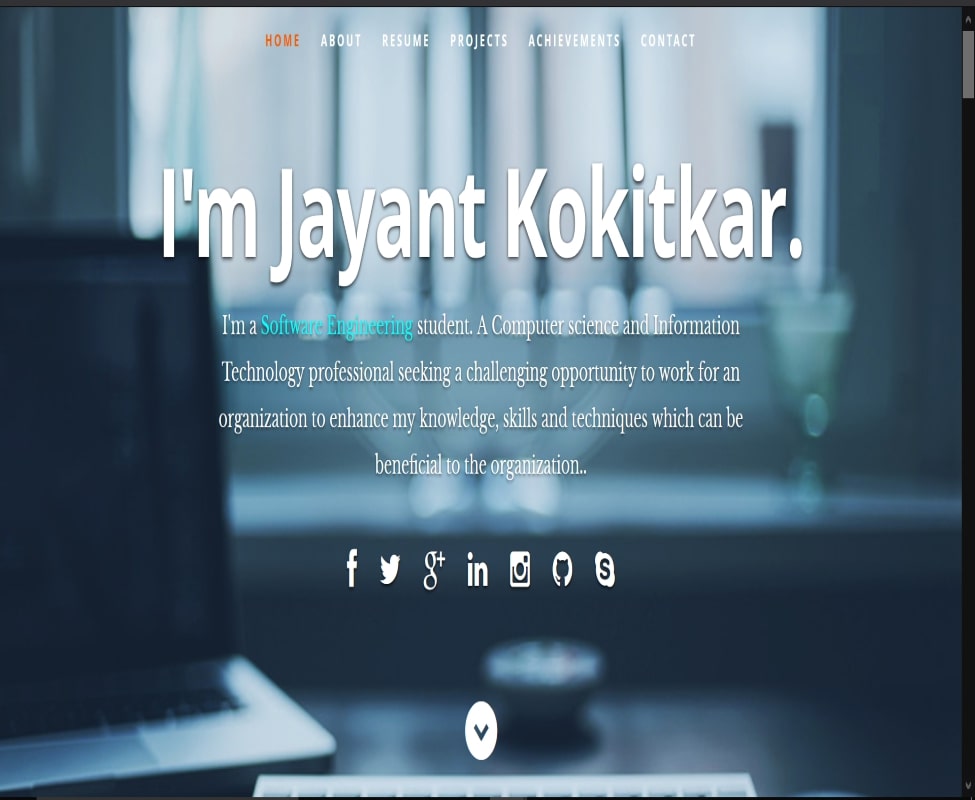 HOME ABOUT RESUME PROJECTS ACHIEVEMENTS CONTACT
I'm Jayant Kokitkar.
I'm a Software Engineering student. A Computer science and Information
Technology professional seeking a challenging opportunity to work for an
organization to enhance my knowledge, skills and techniques which can be
beneficial to the organization..